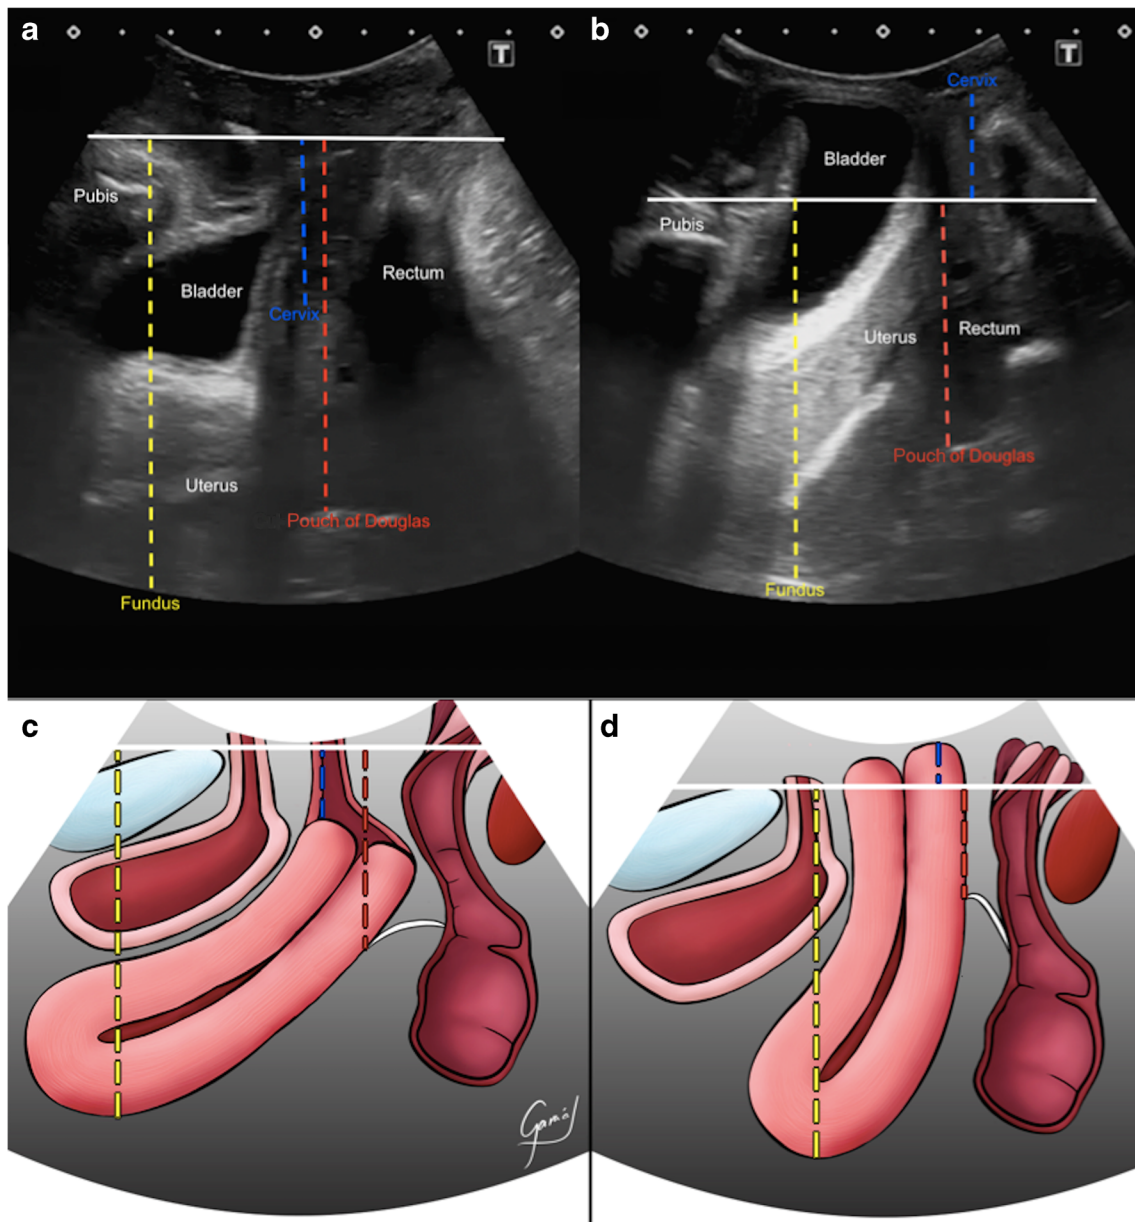 a
T
Pubis
Bladder
Rectum
Cervix
Uterus
Pouch of Douglas
Fundus
b
T
Cervix
Bladder
Pubis
Uterus
Rectum
Pouch of Douglas
Fundus
c
d